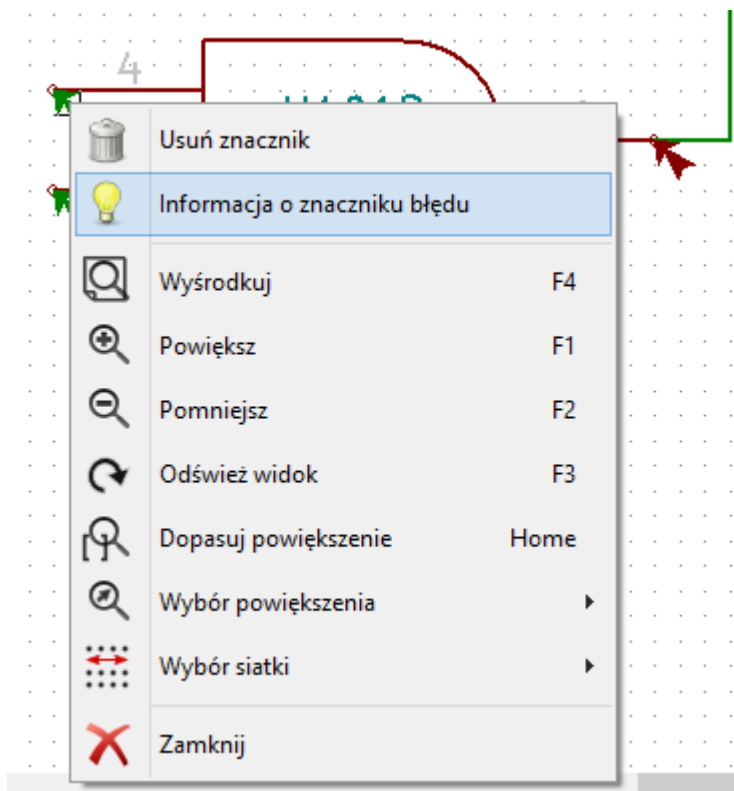 4
Usuń znacznik
Informacja o znaczniku błędu
Wyśrodkuj F4
Powiększ F1
Pomniejsz F2
Odśwież widok F3
Dopasuj powiększenie Home
Wybór powiększenia
Wybór siatki
Zamknij